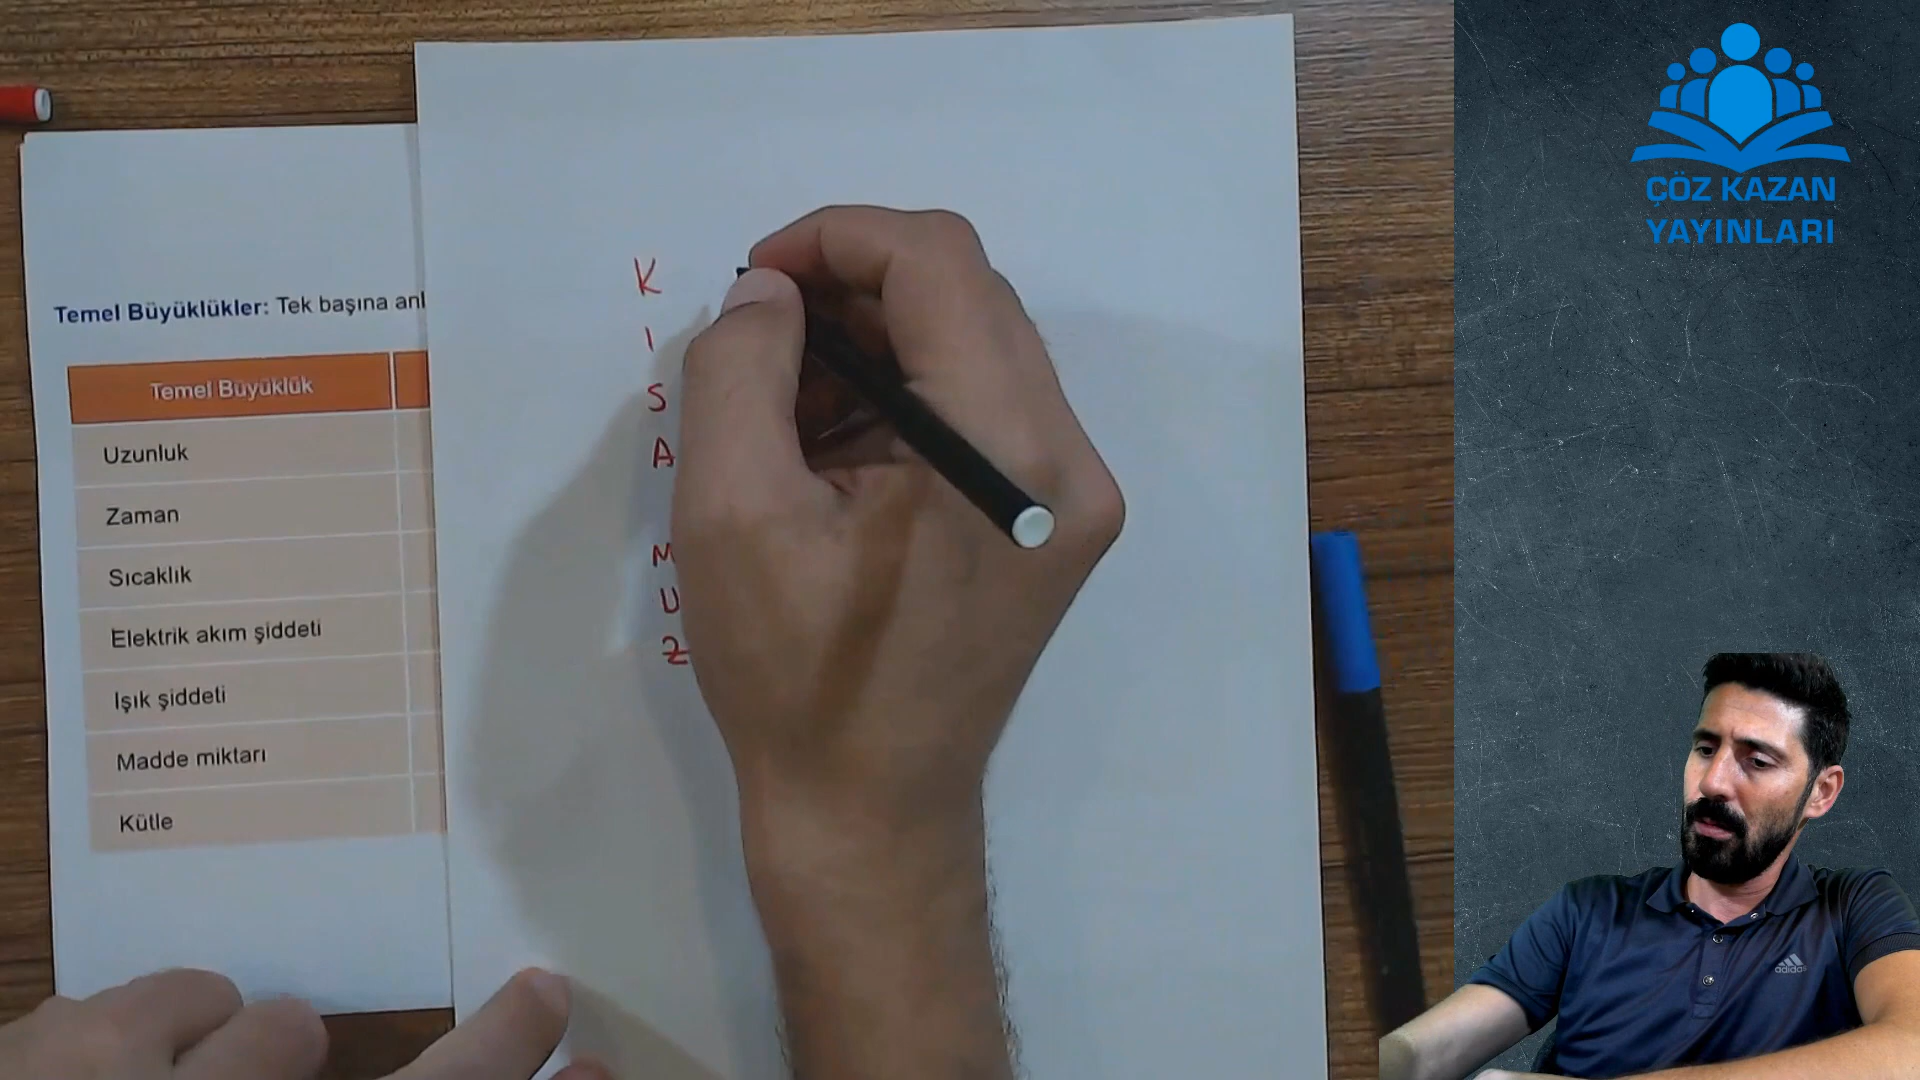 Temel Büyüklükler: Tek başına anl
Temel Büyüklük
Uzunluk
Zaman
Sıcaklık
Elektrik akım şiddeti
Işık şiddeti
Madde miktarı
Kütle
K
I
S
A
M
U
Z
ÇÖZ KAZAN
YAYINLARI
adidas